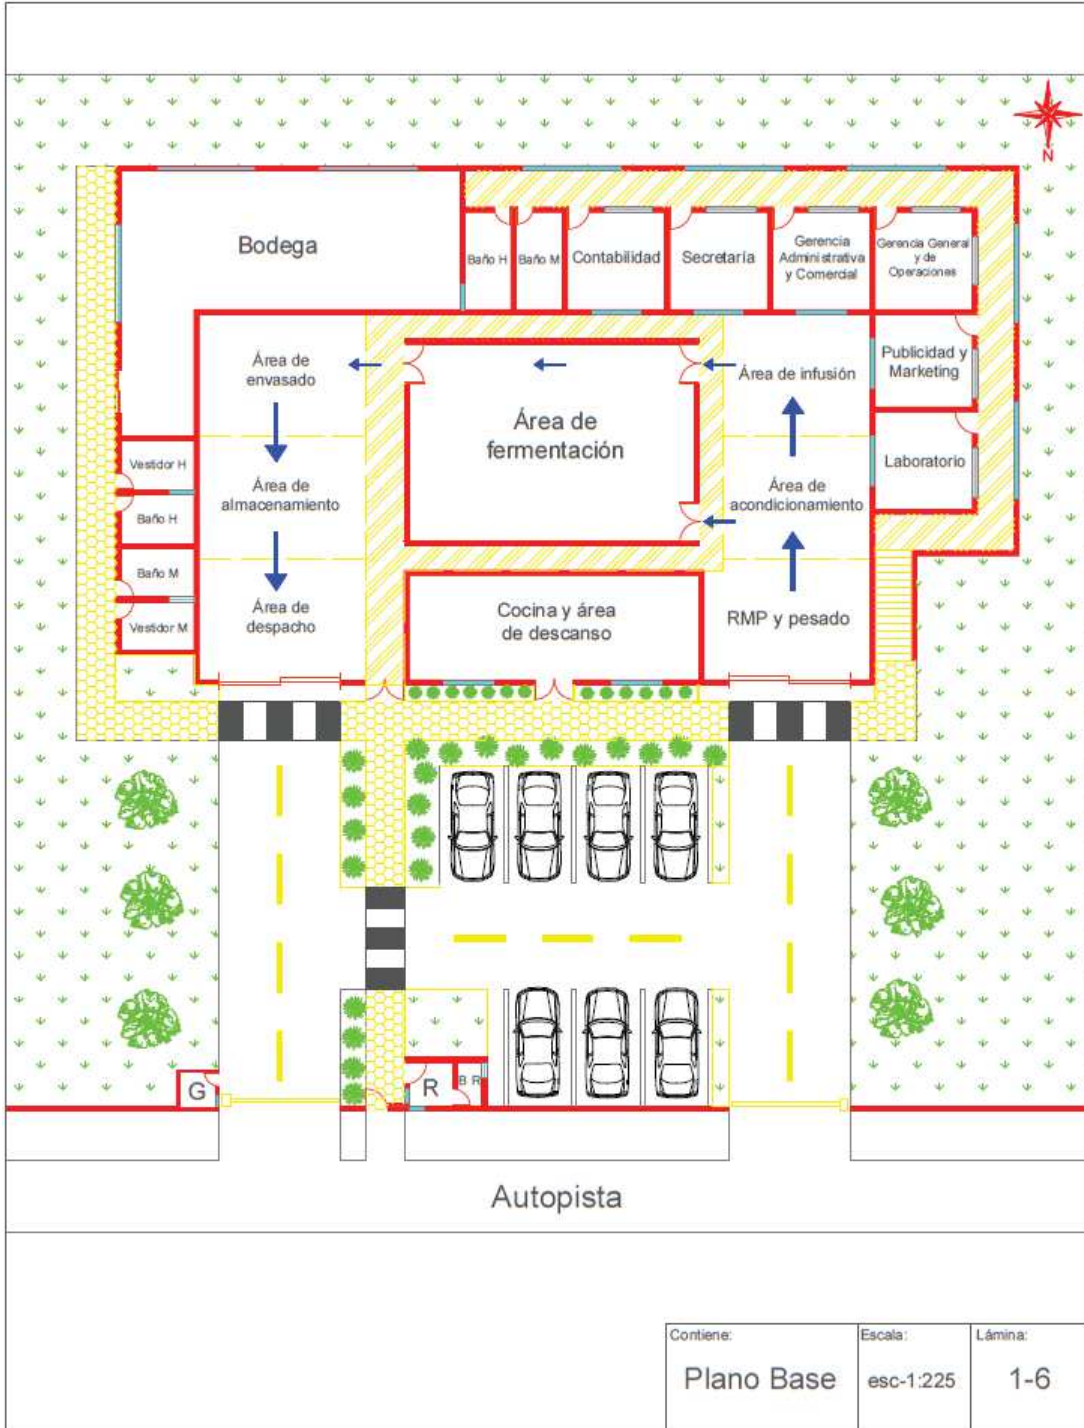 N
Bodega
Baño H
Baño M
Contabilidad
Secretaría
Gerencia
Administrativa
y Comercial
Gerencia General
y de
Operaciones
Área de
envasado
Área de infusión
Publicidad y
Marketing
Área de
fermentación
Vestidor H
Área de
almacenamiento
Área de
acondicionamiento
Laboratorio
Baño H
Baño M
Vestidor M
Área de
despacho
Cocina y área
de descanso
RMP y pesado
G
R
B R
Autopista
Contiene:
Plano Base
Escala:
esc-1:225
Lámina:
1-6